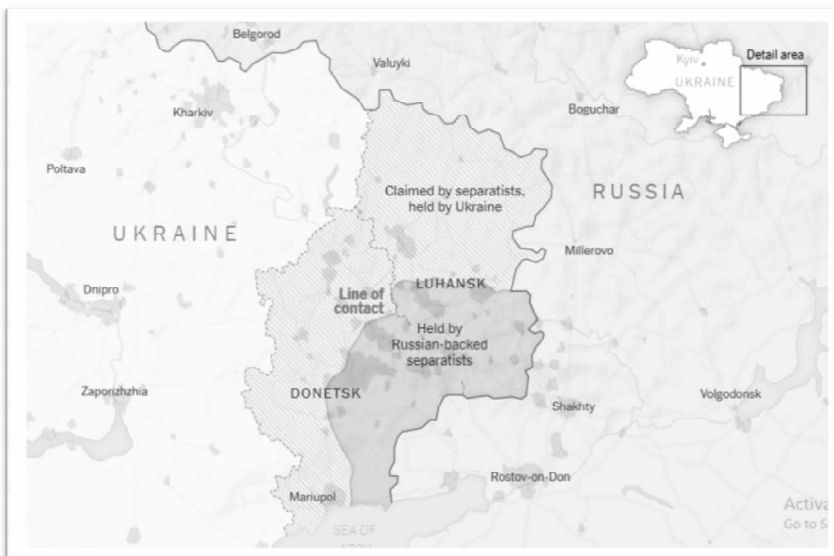 Belgorod
Valuyki
Kyiv
Detail area
UKRAINE
Kharkiv
Boguchar
Poltava
Claimed by separatists,
held by Ukraine
RUSSIA
UKRAINE
Millerovo
Dnipro
LUHANSK
Line of
contact
Held by
Russian-backed
separatists
Zaporizhzhia
DONETSK
Shakhty
Volgodonsk
Rostov-on-Don
Mariupol
Activa
Go to S
SEA OF